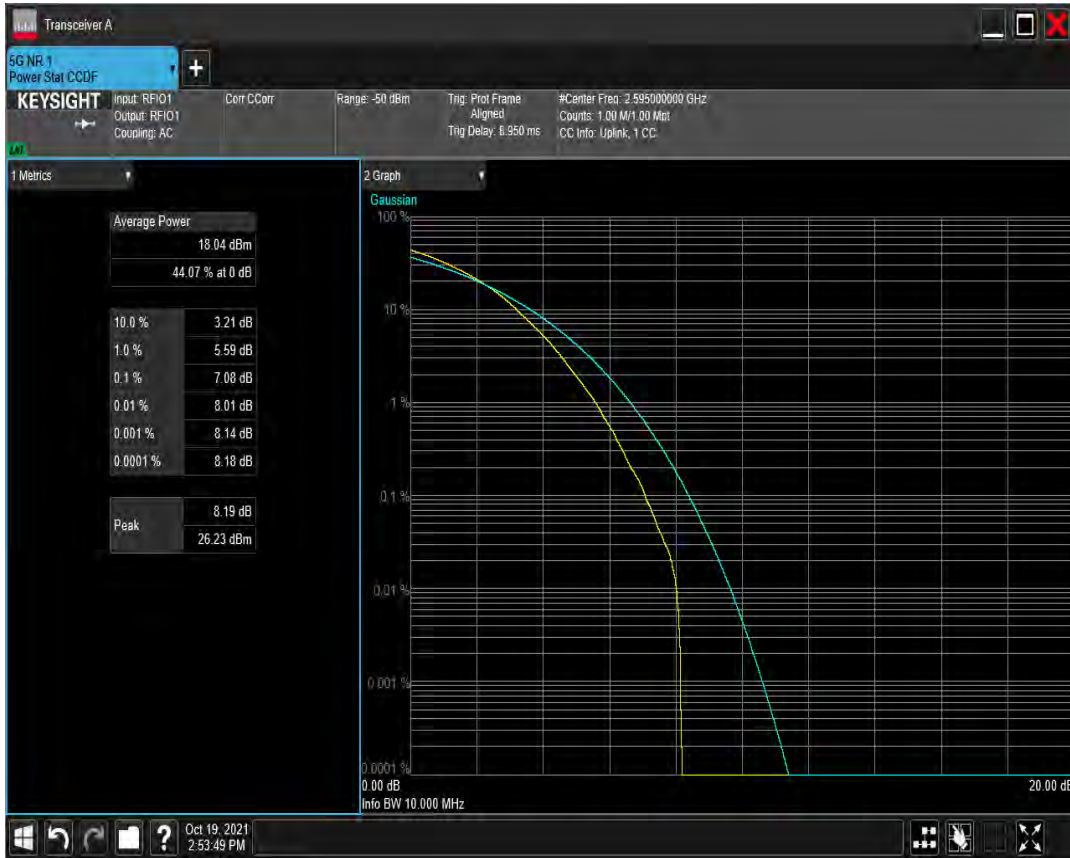 Transceiver A
5G NR 1
Power Stat CCDF
KEYSIGHT
Input: RFIO1
Output: RFIO1
Coupling: AC
Corr CCorr
Range: -50 dBm
Trig: Prot Frame
Aligned
Trig Delay: 8.950 ms
#Center Freq: 2.595000000 GHz
Counts: 1.00 M/1.00 Mpt
CC Info: Uplink, 1 CC
1 Metrics
Average Power
18.04 dBm
44.07 % at 0 dB
10.0 % 3.21 dB
1.0 % 5.59 dB
0.1 % 7.08 dB
0.01 % 8.01 dB
0.001 % 8.14 dB
0.0001 % 8.18 dB
Peak
8.19 dB
26.23 dBm
2 Graph
Gaussian
100 %
10 %
1 %
0.1 %
0.01 %
0.001 %
0.0001 %
0.00 dB 20.00 dB
Info BW 10.000 MHz
?
Oct 19, 2021
2:53:49 PM